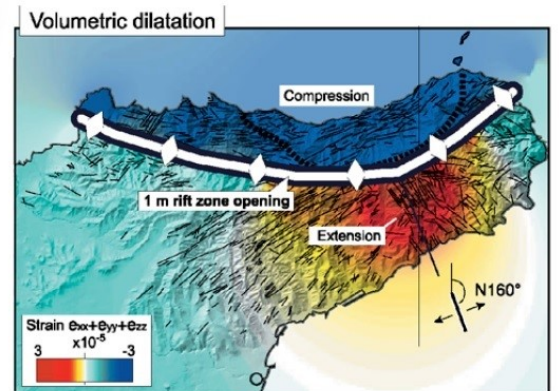 Volumetric dilatation
Compression
1 m rift zone opening
Extension
N160°
Strain exx+eyy+ezz
x10⁻⁵
3 -3